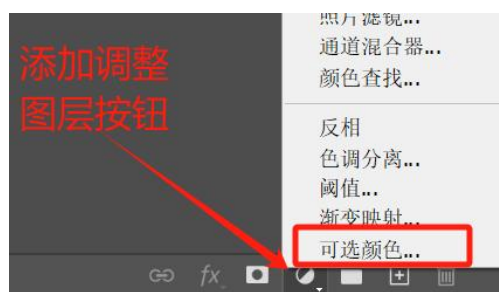 照片滤镜...
通道混合器...
颜色查找...
添加调整
图层按钮
反相
色调分离...
阈值...
渐变映射...
可选颜色...
fx